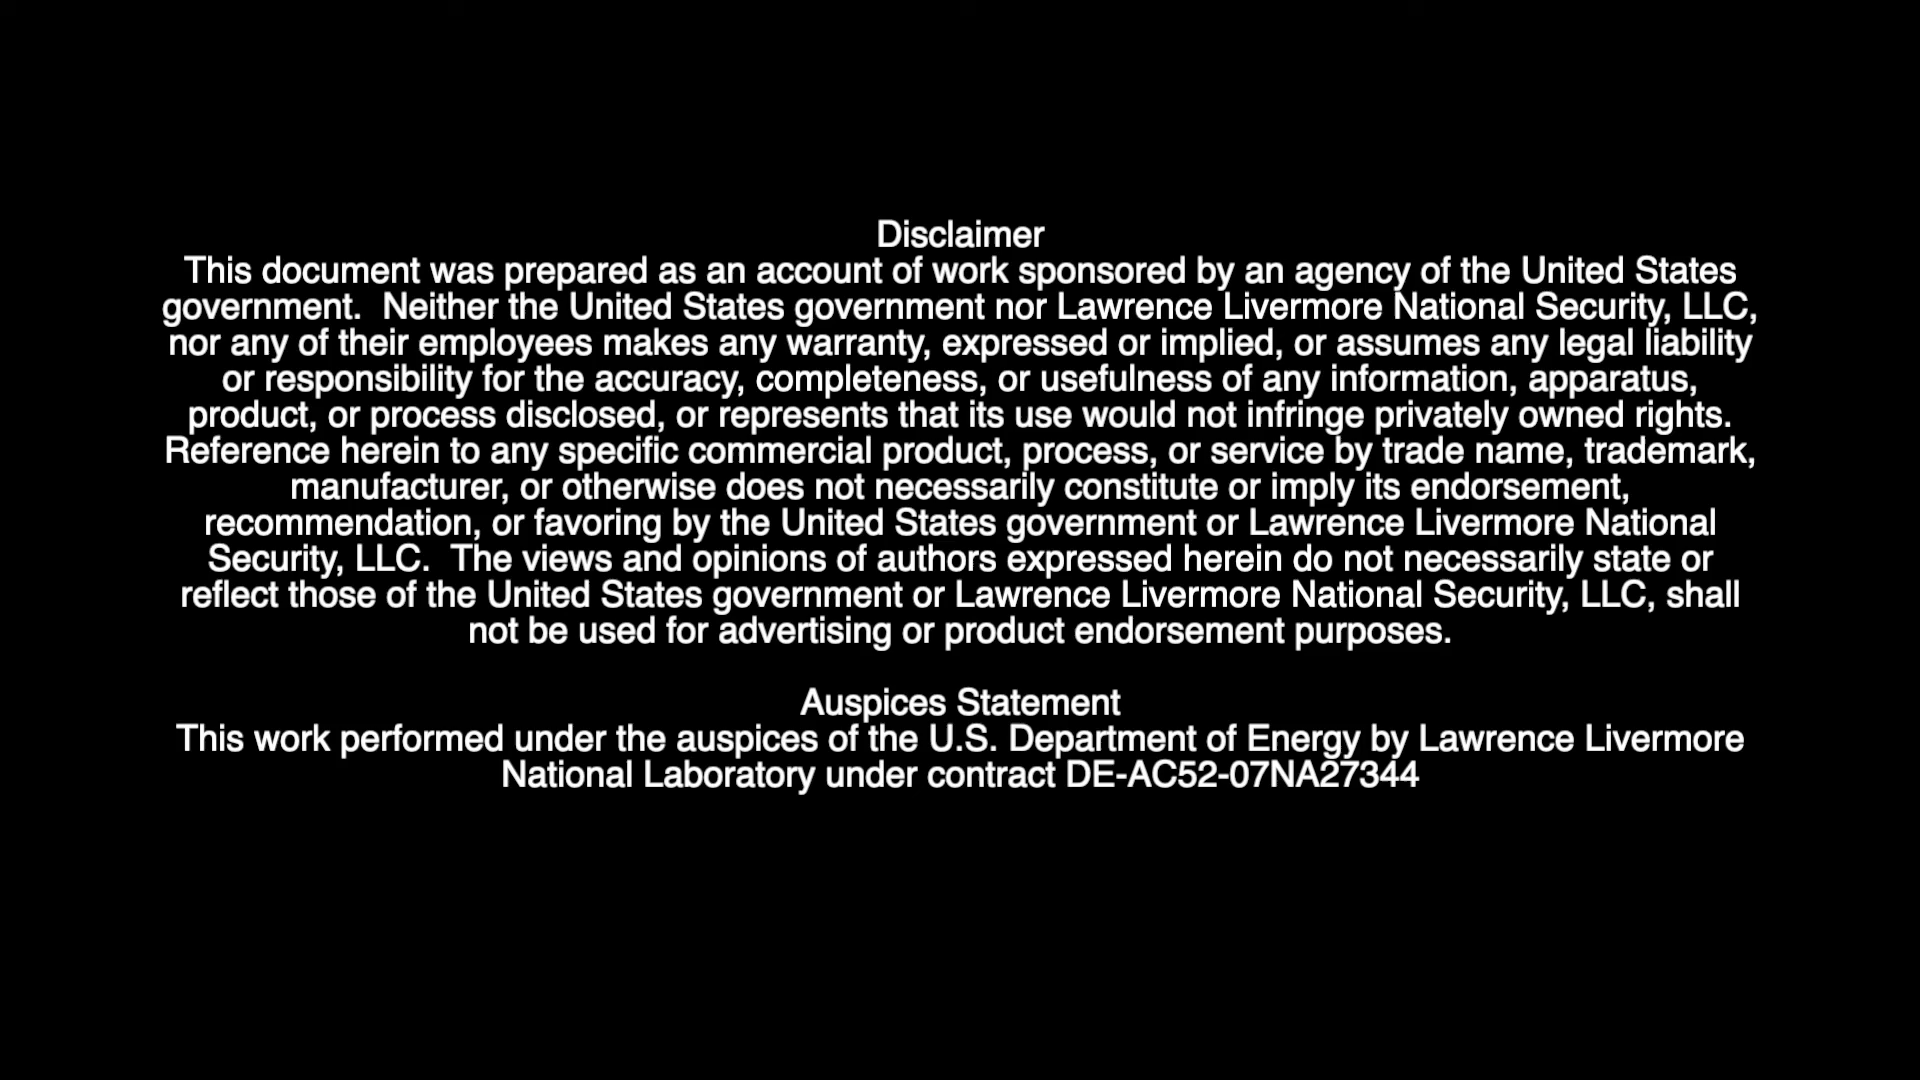 Disclaimer
This document was prepared as an account of work sponsored by an agency of the United States
government.  Neither the United States government nor Lawrence Livermore National Security, LLC,
nor any of their employees makes any warranty, expressed or implied, or assumes any legal liability
or responsibility for the accuracy, completeness, or usefulness of any information, apparatus,
product, or process disclosed, or represents that its use would not infringe privately owned rights.
Reference herein to any specific commercial product, process, or service by trade name, trademark,
manufacturer, or otherwise does not necessarily constitute or imply its endorsement,
recommendation, or favoring by the United States government or Lawrence Livermore National
Security, LLC.  The views and opinions of authors expressed herein do not necessarily state or
reflect those of the United States government or Lawrence Livermore National Security, LLC, shall
not be used for advertising or product endorsement purposes.
Auspices Statement
This work performed under the auspices of the U.S. Department of Energy by Lawrence Livermore
National Laboratory under contract DE-AC52-07NA27344